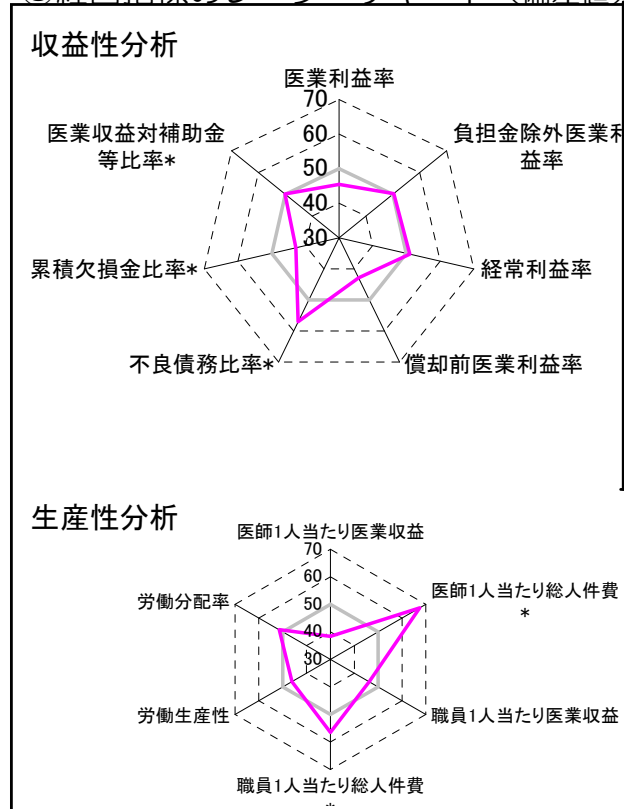 収益性分析
医業利益率
70
60
50
40
30
医業収益対補助金
等比率*
負担金除外医業利
益率
累積欠損金比率*
経常利益率
不良債務比率*
償却前医業利益率
生産性分析
医師1人当たり医業収益
70
60
50
40
30
労働分配率
医師1人当たり総人件費
*
労働生産性
職員1人当たり医業収益
職員1人当たり総人件費
*